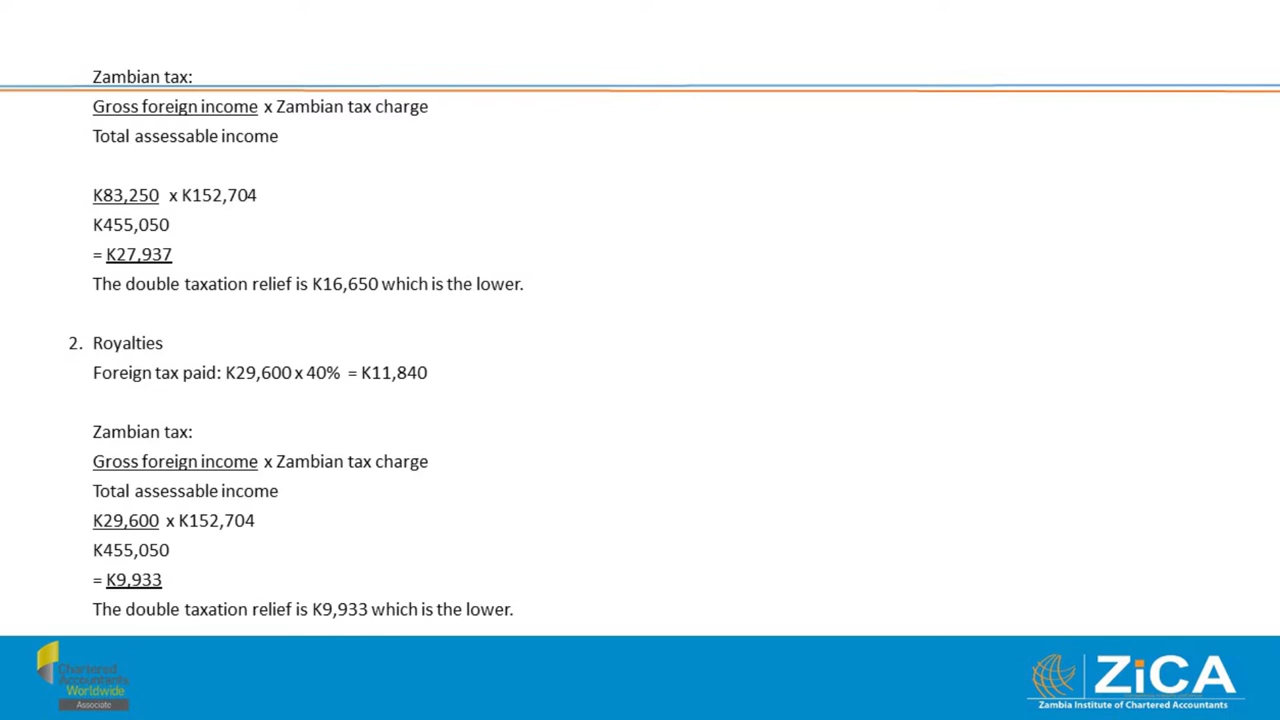 Zambian tax:
Gross foreign income x Zambian tax charge
Total assessable income
K83,250 x K152,704
K455,050
= K27,937
The double taxation relief is K16,650 which is the lower.
2. Royalties
Foreign tax paid: K29,600 x 40% = K11,840
Zambian tax:
Gross foreign income x Zambian tax charge
Total assessable income
K29,600 x K152,704
K455,050
= K9,933
The double taxation relief is K9,933 which is the lower.
Chartered
Accountants
Worldwide
Associate
ZiCA
Zambia Institute of Chartered Accountants